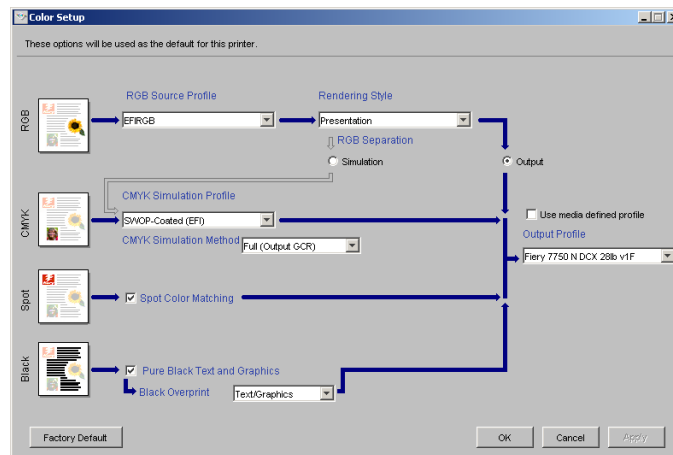 Color Setup
These options will be used as the default for this printer.
RGB Source Profile
Rendering Style
RGB
EFIRGB
Presentation
RGB Separation
Simulation
Output
CMYK
CMYK Simulation Profile
SWOP-Coated (EFI)
Use media defined profile
CMYK Simulation Method
Full (Output GCR)
Output Profile
Fiery 7750 N DCX 28lb v1F
Spot
Spot Color Matching
Black
Pure Black Text and Graphics
Black Overprint
Text/Graphics
Factory Default
OK
Cancel
Apply